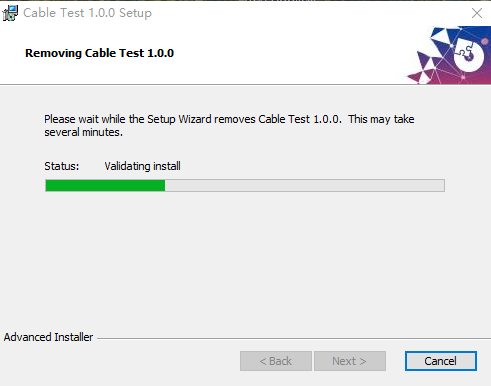 Cable Test 1.0.0 Setup
Removing Cable Test 1.0.0
Please wait while the Setup Wizard removes Cable Test 1.0.0. This may take
several minutes.
Status: Validating install
Advanced Installer
< Back Next > Cancel